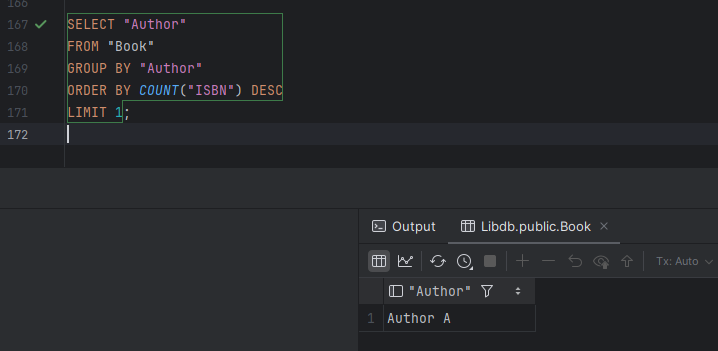 166
167 SELECT "Author"
168 FROM "Book"
169 GROUP BY "Author"
170 ORDER BY COUNT("ISBN") DESC
171 LIMIT 1;
172
Output Libdb.public.Book
Tx: Auto
"Author"
1 Author A